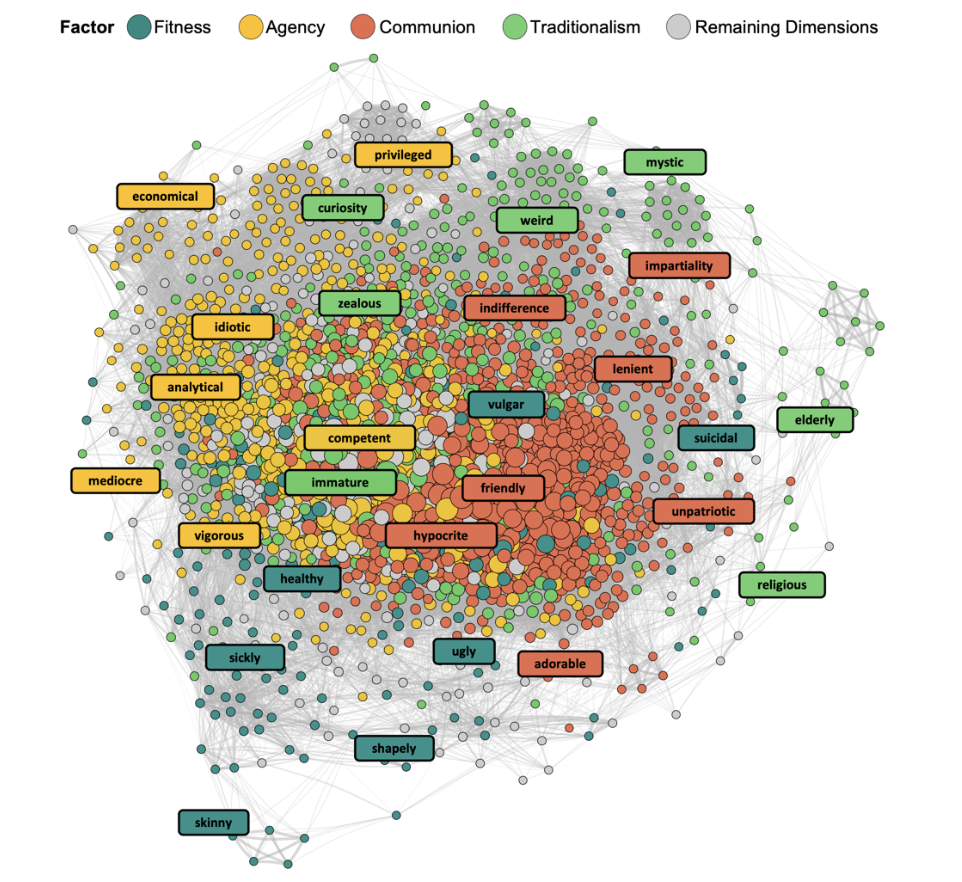 Factor Fitness Agency Communion Traditionalism Remaining Dimensions
privileged
mystic
economical
curiosity
weird
impartiality
zealous
indifference
idiotic
lenient
analytical
vulgar
elderly
competent
suicidal
mediocre
immature
friendly
unpatriotic
vigorous
hypocrite
healthy
religious
sickly
ugly
adorable
shapely
skinny